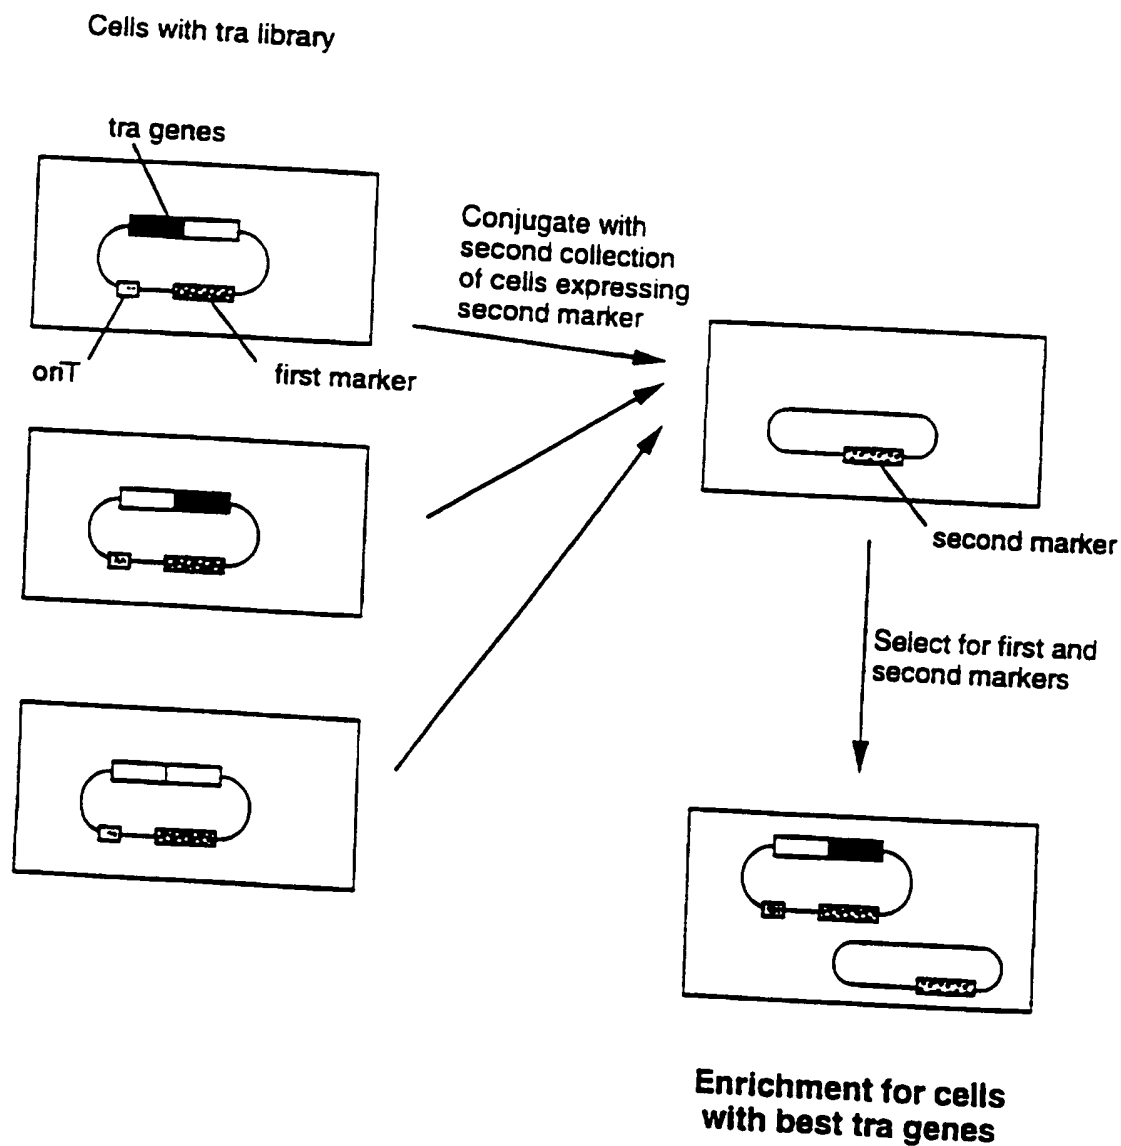 Cells with tra library
tra genes
Conjugate with
second collection
of cells expressing
second marker
oriT
first marker
second marker
Select for first and
second markers
Enrichment for cells
with best tra genes